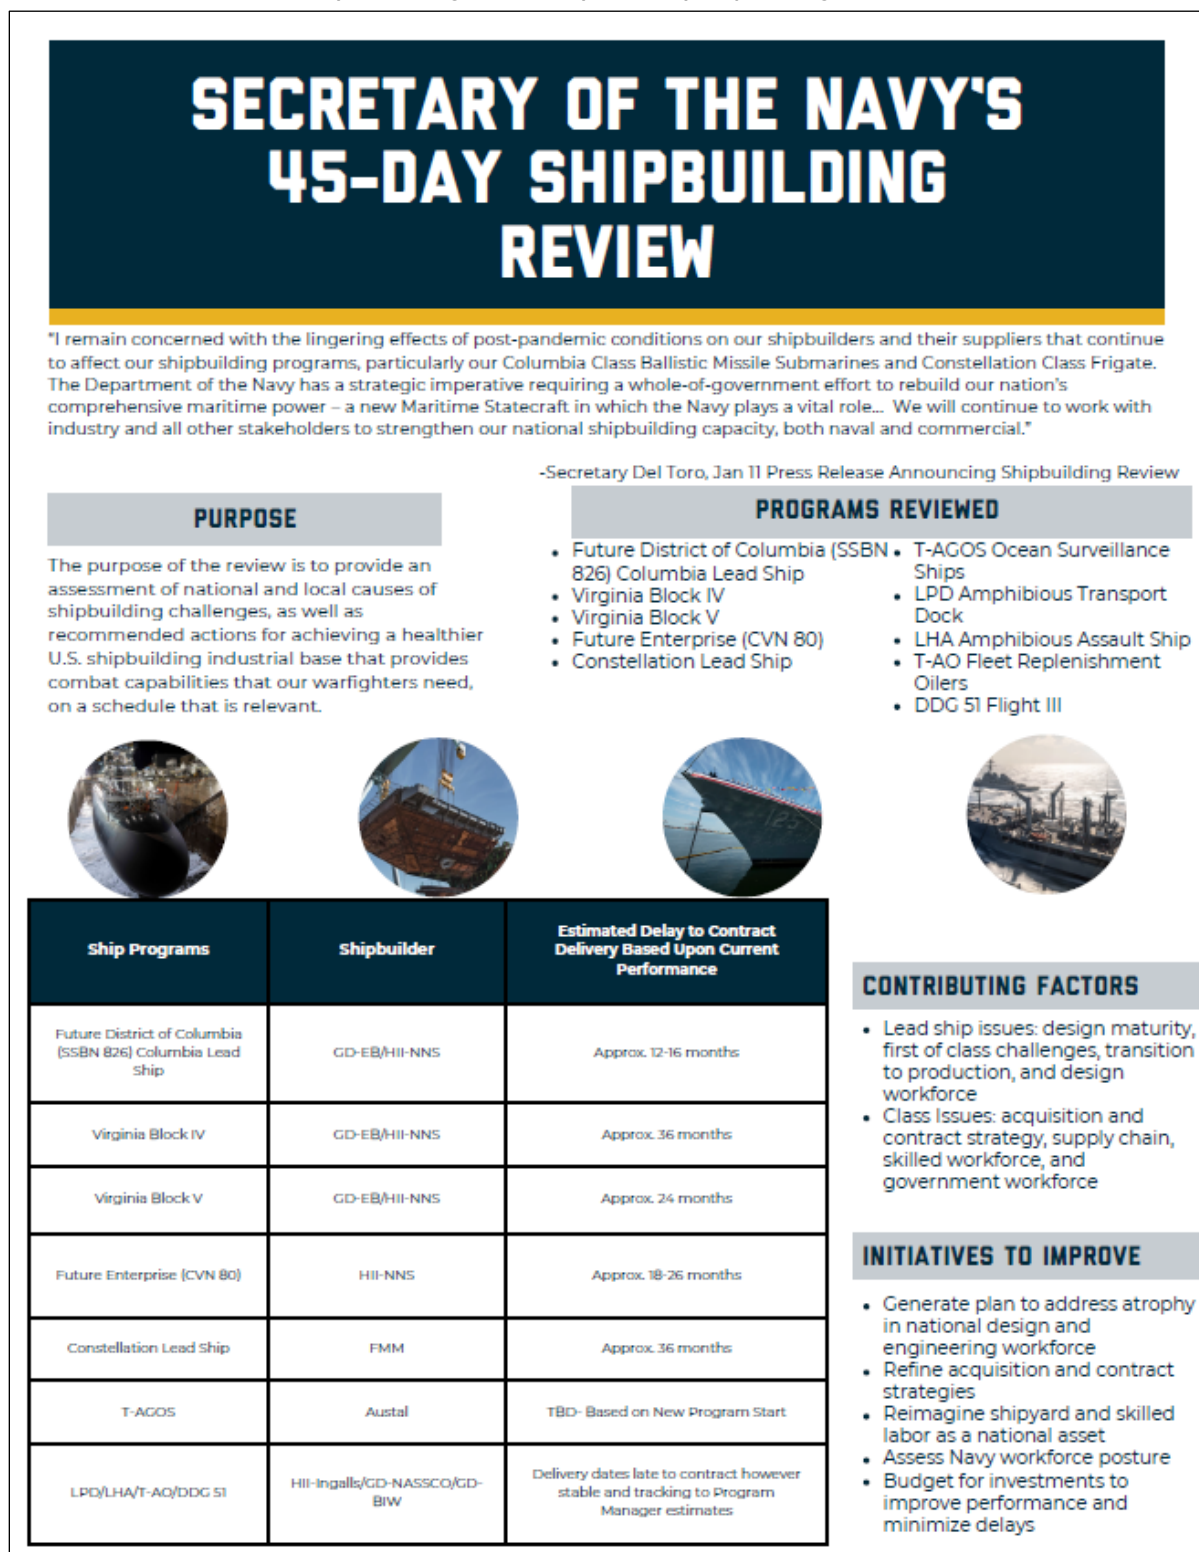 SECRETARY OF THE NAVY'S
45-DAY SHIPBUILDING
REVIEW
"I remain concerned with the lingering effects of post-pandemic conditions on our shipbuilders and their suppliers that continue
to affect our shipbuilding programs, particularly our Columbia Class Ballistic Missile Submarines and Constellation Class Frigate.
The Department of the Navy has a strategic imperative requiring a whole-of-government effort to rebuild our nation's
comprehensive maritime power – a new Maritime Statecraft in which the Navy plays a vital role... We will continue to work with
industry and all other stakeholders to strengthen our national shipbuilding capacity, both naval and commercial."
-Secretary Del Toro, Jan 11 Press Release Announcing Shipbuilding Review
PURPOSE
The purpose of the review is to provide an
assessment of national and local causes of
shipbuilding challenges, as well as
recommended actions for achieving a healthier
U.S. shipbuilding industrial base that provides
combat capabilities that our warfighters need,
on a schedule that is relevant.
PROGRAMS REVIEWED
• Future District of Columbia (SSBN
826) Columbia Lead Ship
• Virginia Block IV
• Virginia Block V
• Future Enterprise (CVN 80)
• Constellation Lead Ship
• T-AGOS Ocean Surveillance
Ships
• LPD Amphibious Transport
Dock
• LHA Amphibious Assault Ship
• T-AO Fleet Replenishment
Oilers
• DDG 51 Flight III
125
Ship Programs
Shipbuilder
Estimated Delay to Contract
Delivery Based Upon Current
Performance
Future District of Columbia
(SSBN 826) Columbia Lead
Ship
GD-EB/HII-NNS
Approx. 12-16 months
Virginia Block IV
GD-EB/HII-NNS
Approx. 36 months
Virginia Block V
GD-EB/HII-NNS
Approx. 24 months
Future Enterprise (CVN 80)
HII-NNS
Approx. 18-26 months
Constellation Lead Ship
FMM
Approx. 36 months
T-AGOS
Austal
TBD- Based on New Program Start
LPD/LHA/T-AO/DDG 51
HII-Ingalls/GD-NASSCO/GD-
BIW
Delivery dates late to contract however
stable and tracking to Program
Manager estimates
CONTRIBUTING FACTORS
• Lead ship issues: design maturity,
first of class challenges, transition
to production, and design
workforce
• Class Issues: acquisition and
contract strategy, supply chain,
skilled workforce, and
government workforce
INITIATIVES TO IMPROVE
• Generate plan to address atrophy
in national design and
engineering workforce
• Refine acquisition and contract
strategies
• Reimagine shipyard and skilled
labor as a national asset
• Assess Navy workforce posture
• Budget for investments to
improve performance and
minimize delays